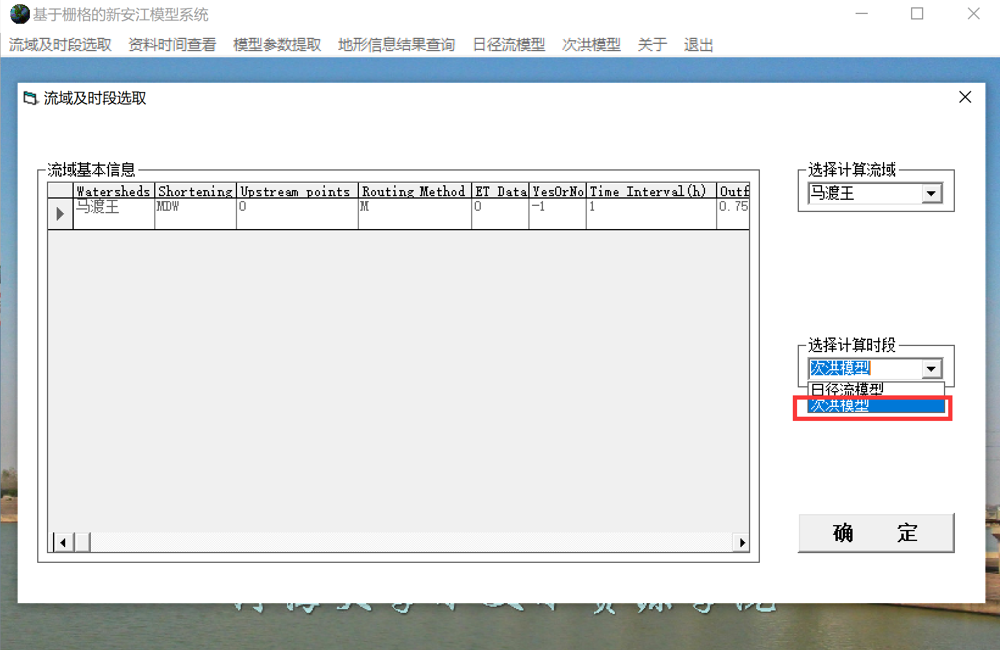 基于栅格的新安江模型系统
流域及时段选取 资料时间查看 模型参数提取 地形信息结果查询 日径流模型 次洪模型 关于 退出
流域及时段选取
流域基本信息
Watersheds Shortening Upstream points Routing Method ET Data YesOrNo Time Interval(h) Outf
马渡王 MDW 0 M 0 -1 1 0.75
选择计算流域
马渡王
选择计算时段
次洪模型
日径流模型
次洪模型
确 定